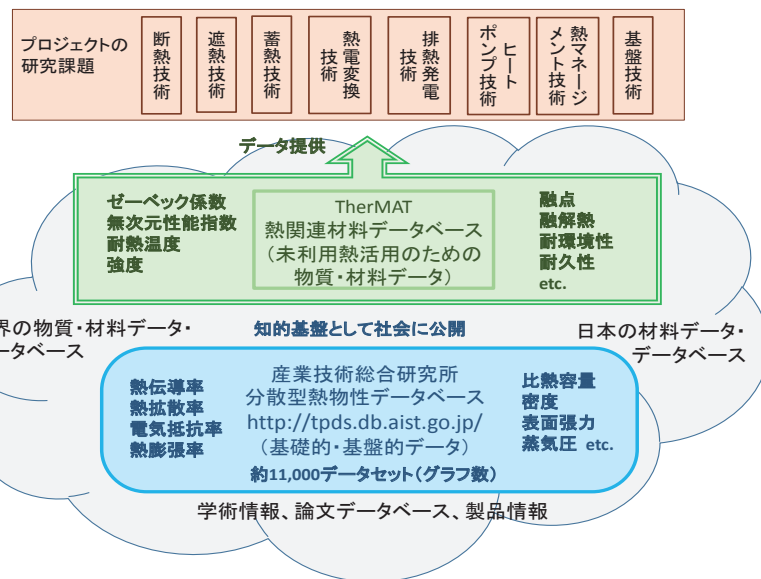 プロジェクトの
研究課題
断熱技術
遮熱技術
蓄熱技術
熱電変換
技術
排熱発電
技術
ヒート
ポンプ技術
熱マネージ
メント技術
基盤技術
データ提供
ゼーベック係数
無次元性能指数
耐熱温度
強度
TherMAT
熱関連材料データベース
(未利用熱活用のための
物質・材料データ)
融点
融解熱
耐環境性
耐久性
etc.
界の物質・材料データ・
ータベース
知的基盤として社会に公開
日本の材料データ・
データベース
熱伝導率
熱拡散率
電気抵抗率
熱膨張率
産業技術総合研究所
分散型熱物性データベース
http://tpds.db.aist.go.jp/
(基礎的・基盤的データ)
約11,000データセット(グラフ数)
比熱容量
密度
表面張力
蒸気圧 etc.
学術情報、論文データベース、製品情報